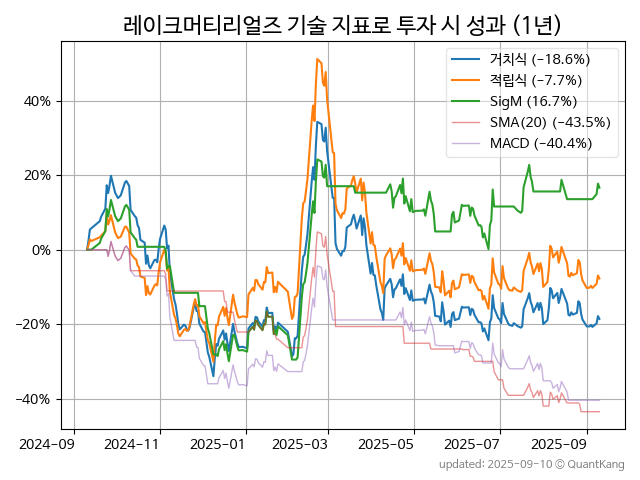 레이크머티리얼즈 기술 지표로 투자 시 성과 (1년)
거치식 (−18.6%)
적립식 (−7.7%)
SigM (16.7%)
SMA(20) (−43.5%)
MACD (−40.4%)
40%
20%
0%
−20%
−40%
2024-09 2024-11 2025-01 2025-03 2025-05 2025-07 2025-09
updated: 2025-09-10 © QuantKang